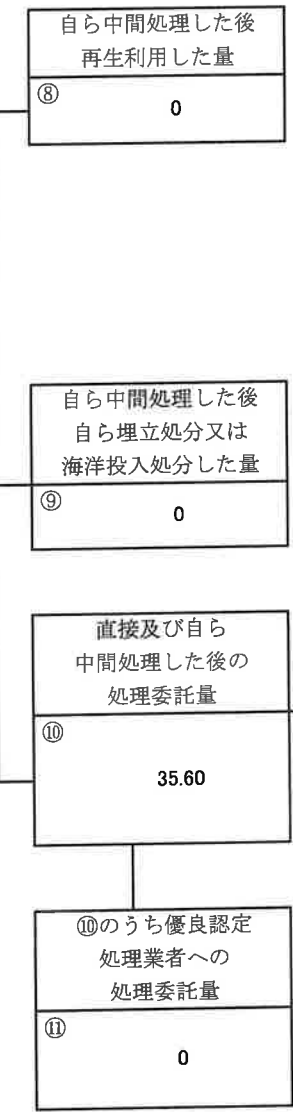 自ら中間処理した後
再生利用した量
⑧
0
自ら中間処理した後
自ら埋立処分又は
海洋投入処分した量
⑨
0
直接及び自ら
中間処理した後の
処理委託量
⑩
35.60
⑩のうち優良認定
処理業者への
処理委託量
⑪
0